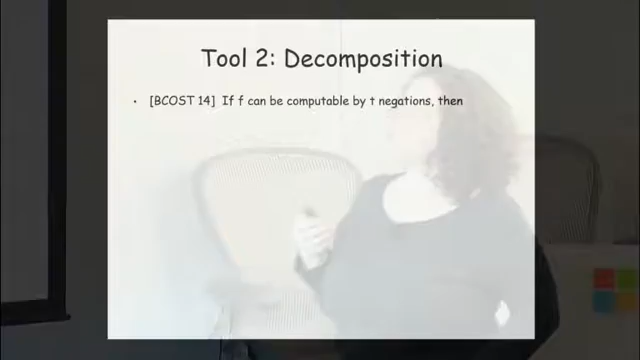 Tool 2: Decomposition
• [BCOST 14] If f can be computable by t negations, then